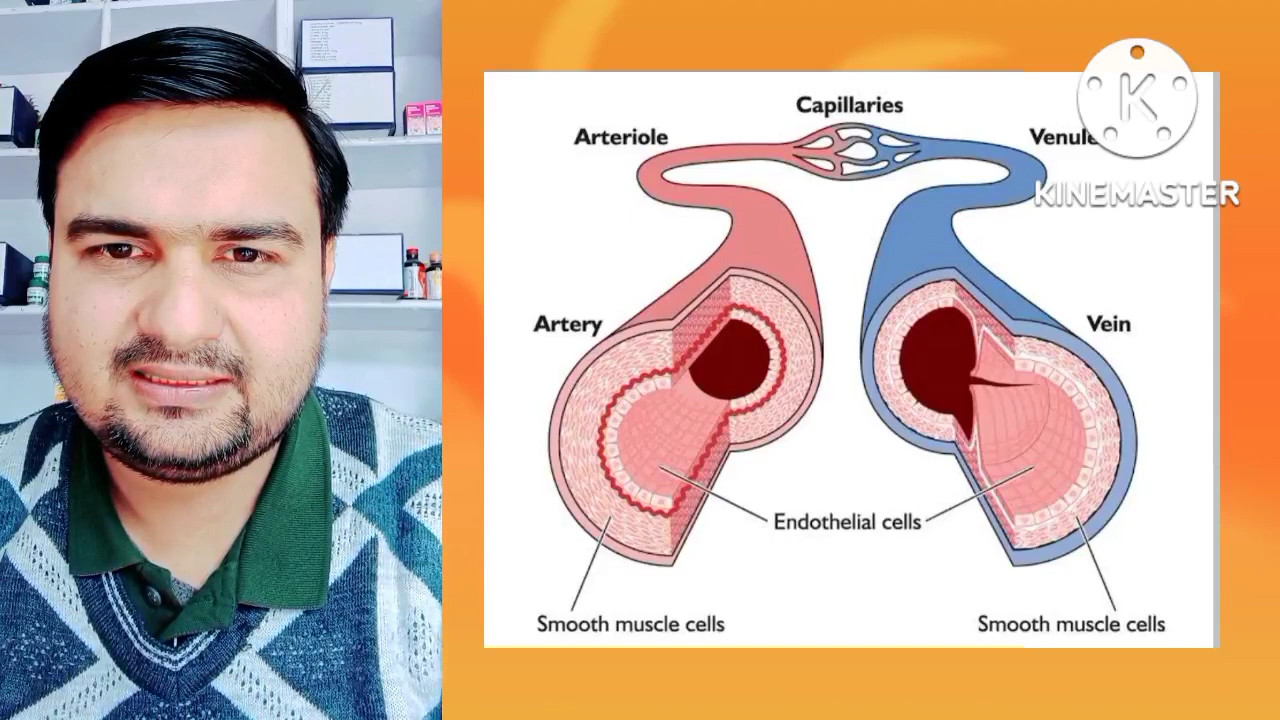 Capillaries
Arteriole
Venule
K
KINEMASTER
Artery
Vein
Endothelial cells
Smooth muscle cells
Smooth muscle cells